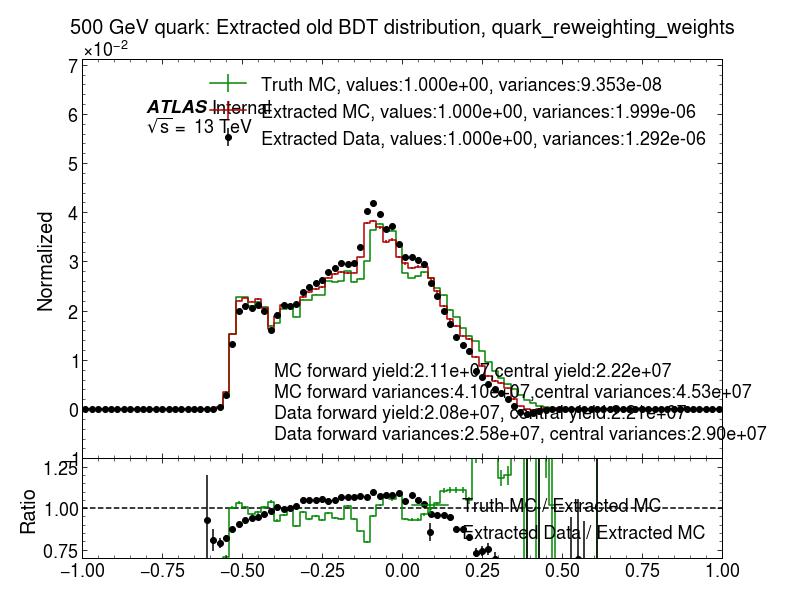 500 GeV quark: Extracted old BDT distribution, quark_reweighting_weights
×10⁻²
Truth MC, values:1.000e+00, variances:9.353e-08
ATLAS Internal
Extracted MC, values:1.000e+00, variances:1.999e-06
√s = 13 TeV
Extracted Data, values:1.000e+00, variances:1.292e-06
7
6
5
4
3
2
1
0
1
Normalized
MC forward yield:2.11e+07, central yield:2.22e+07
MC forward variances:4.10e+07, central variances:4.53e+07
Data forward yield:2.08e+07, central yield:2.21e+07
Data forward variances:2.58e+07, central variances:2.90e+07
1.25
1.00
0.75
Ratio
Truth MC / Extracted MC
Extracted Data / Extracted MC
−1.00 −0.75 −0.50 −0.25 0.00 0.25 0.50 0.75 1.00